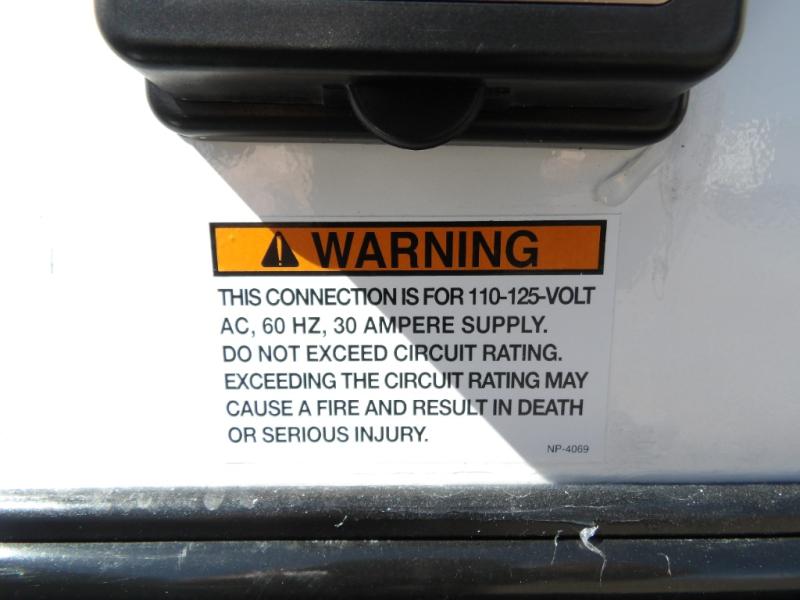 WARNING
THIS CONNECTION IS FOR 110-125-VOLT
AC, 60 HZ, 30 AMPERE SUPPLY.
DO NOT EXCEED CIRCUIT RATING.
EXCEEDING THE CIRCUIT RATING MAY
CAUSE A FIRE AND RESULT IN DEATH
OR SERIOUS INJURY.
NP-4069